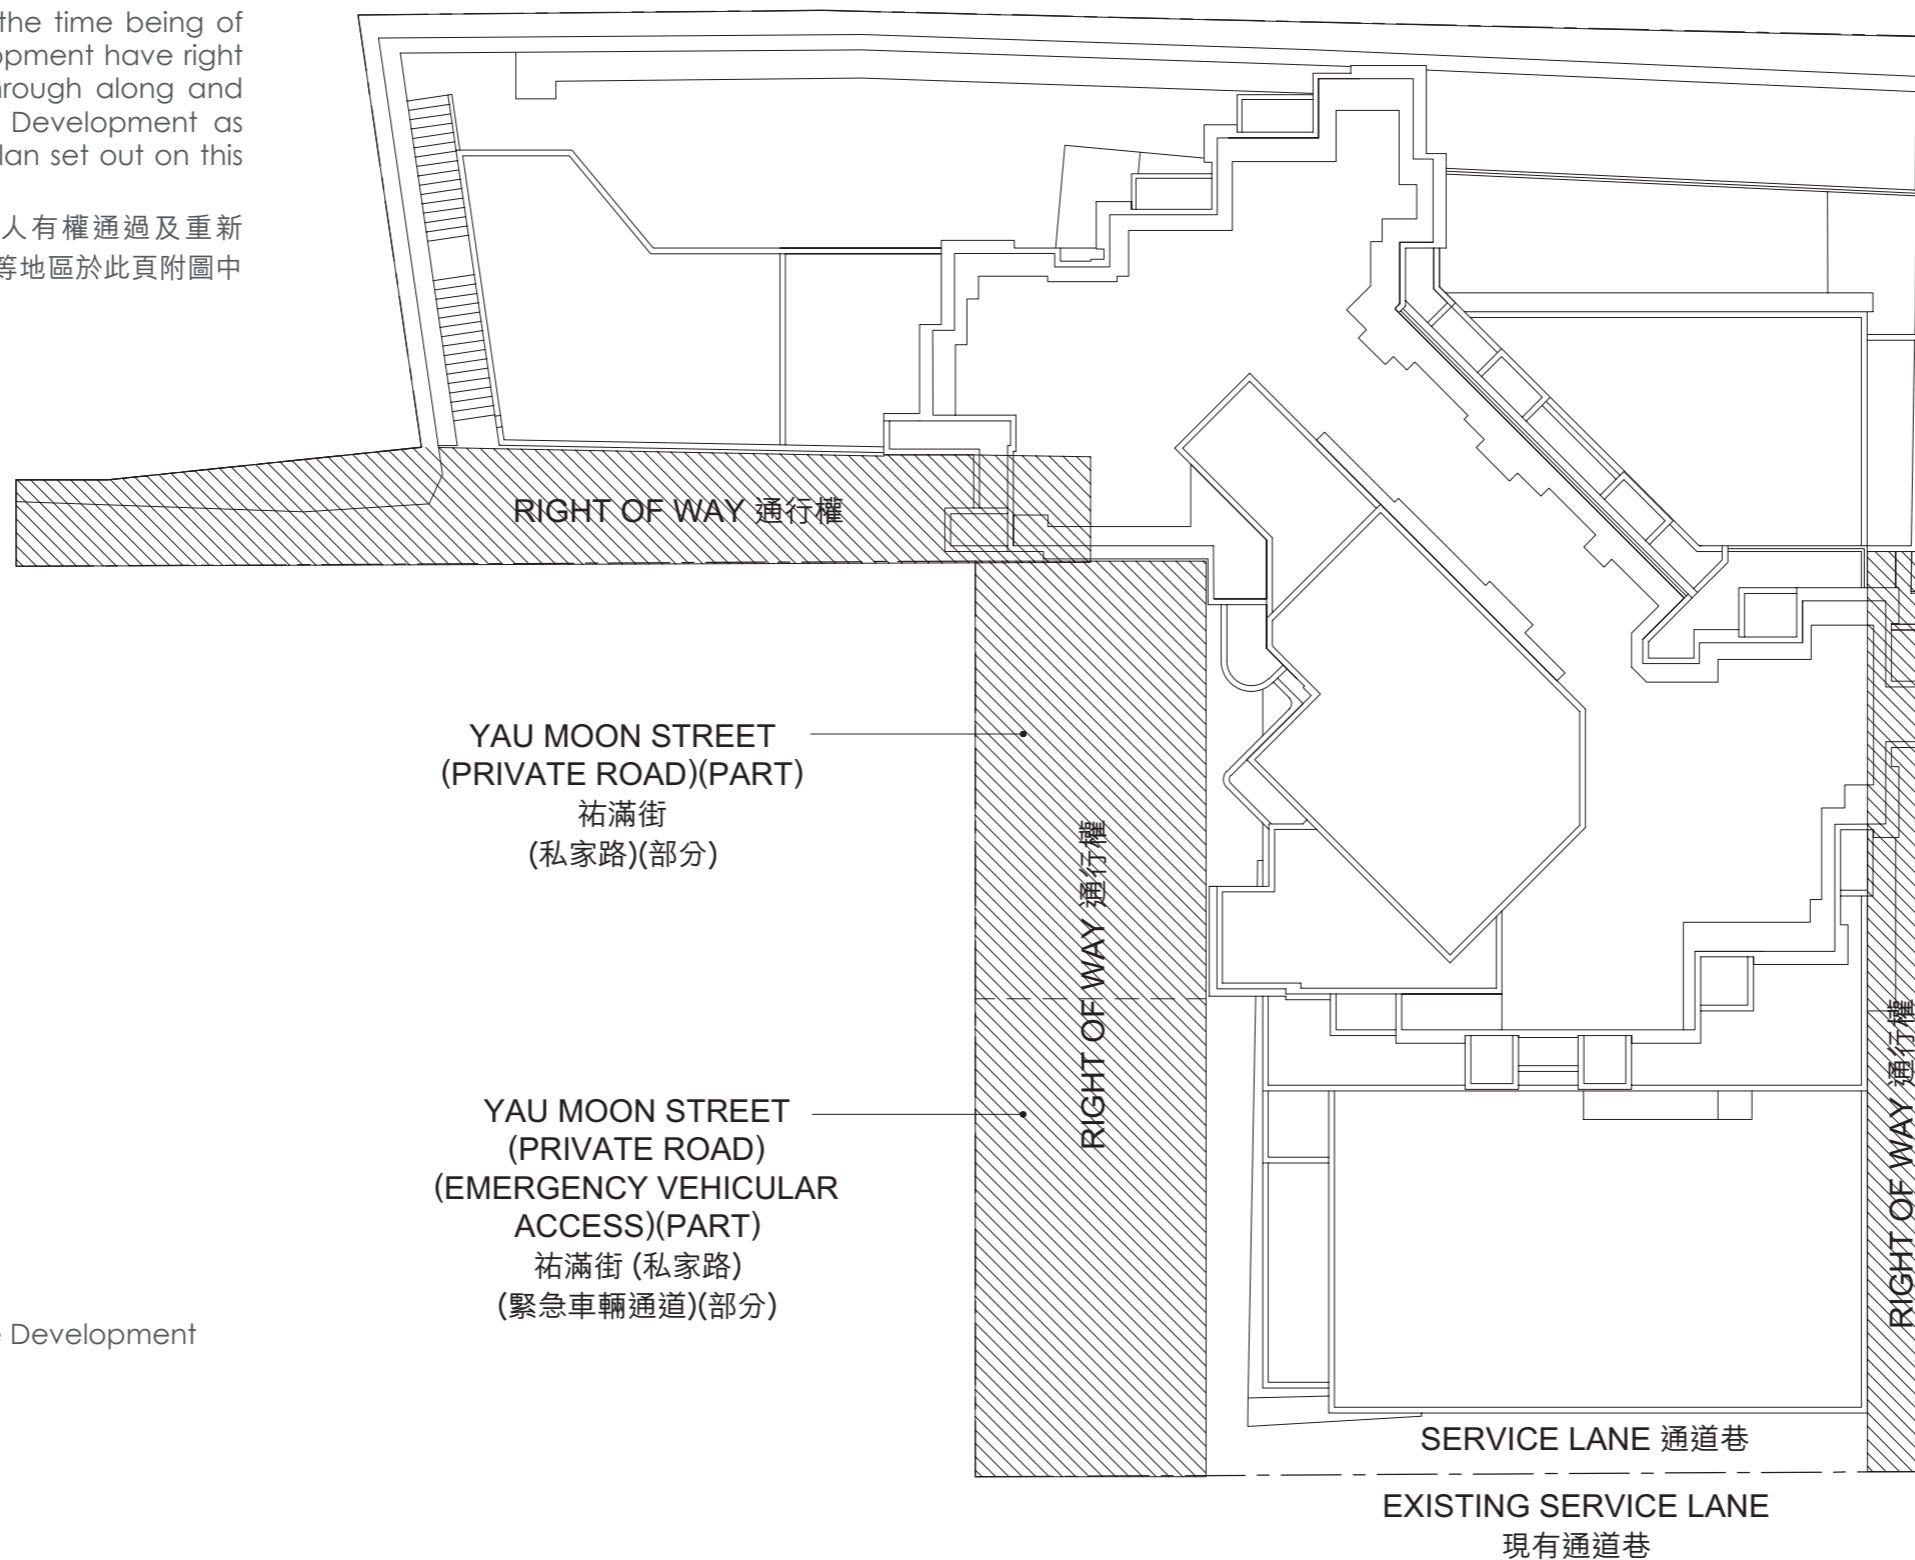 the time being of
opment have right
hrough along and
Development as
lan set out on this
人有權通過及重新
等地區於此頁附圖中
RIGHT OF WAY 通行權
YAU MOON STREET
(PRIVATE ROAD)(PART)
祐滿街
(私家路)(部分)
RIGHT OF WAY 通行權
YAU MOON STREET
(PRIVATE ROAD)
(EMERGENCY VEHICULAR
ACCESS)(PART)
祐滿街 (私家路)
(緊急車輛通道)(部分)
RIGHT OF WAY 通行權
e Development
SERVICE LANE 通道巷
EXISTING SERVICE LANE
現有通道巷